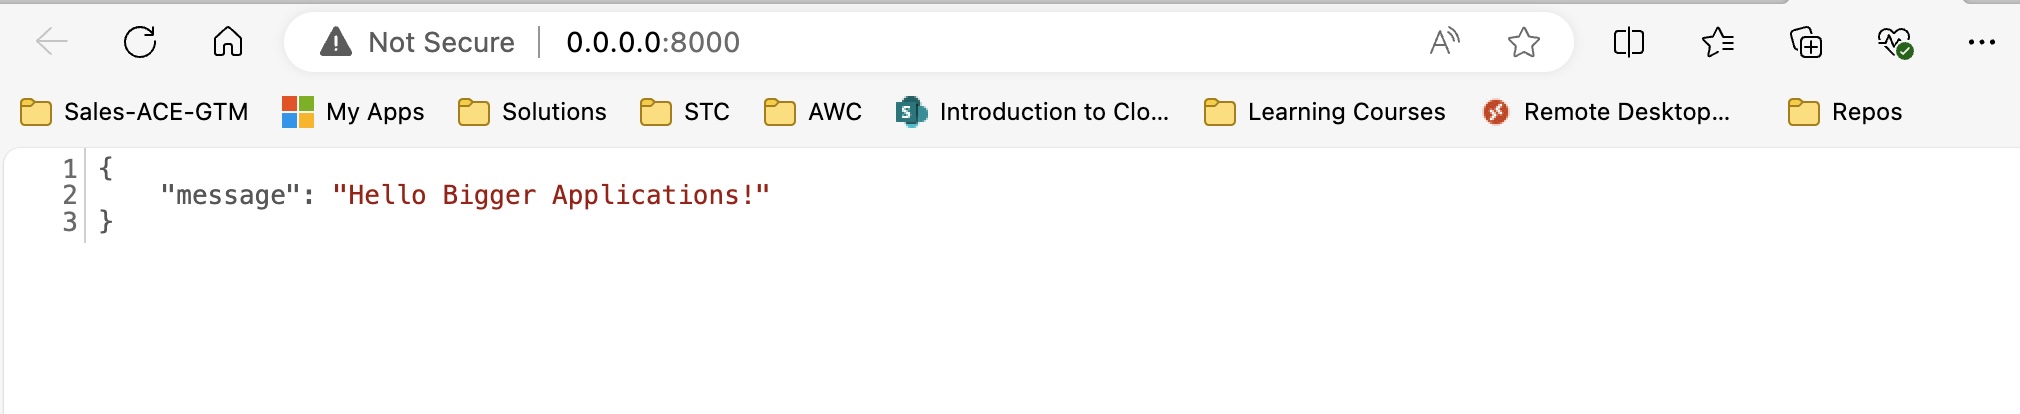 Not Secure 0.0.0.0:8000
Sales-ACE-GTM My Apps Solutions STC AWC Introduction to Clo... Learning Courses Remote Desktop... Repos
1 {
2 "message": "Hello Bigger Applications!"
3 }